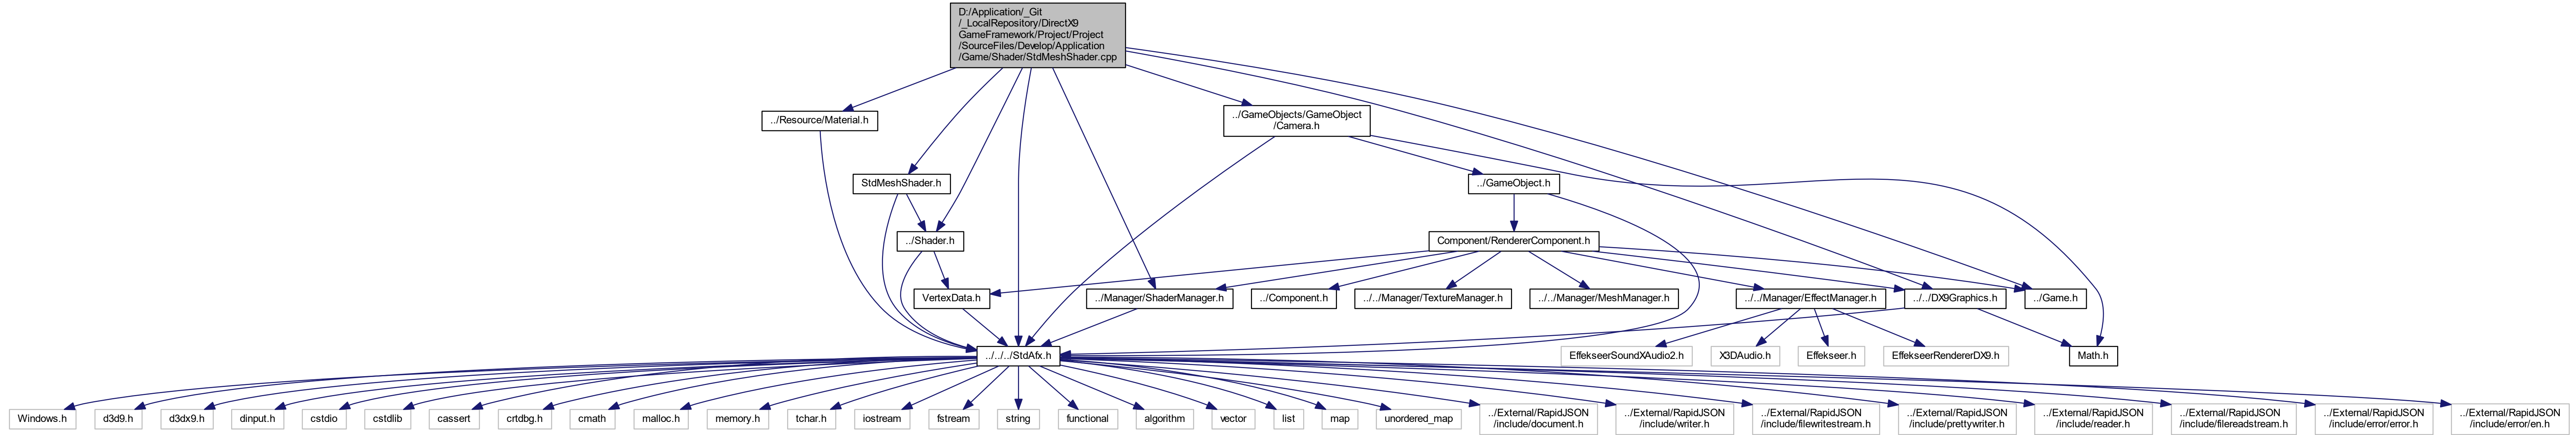 D:/Application/_Git
/_LocalRepository/DirectX9
GameFramework/Project/Project
/SourceFiles/Develop/Application
/Game/Shader/StdMeshShader.cpp
../Resource/Material.h
../GameObjects/GameObject
/Camera.h
StdMeshShader.h
../GameObject.h
../Shader.h
Component/RendererComponent.h
VertexData.h
../Manager/ShaderManager.h
../Component.h
../../Manager/TextureManager.h
../../Manager/MeshManager.h
../../Manager/EffectManager.h
../../DX9Graphics.h
../Game.h
../../../StdAfx.h
EffekseerSoundXAudio2.h
X3DAudio.h
Effekseer.h
EffekseerRendererDX9.h
Math.h
Windows.h
d3d9.h
d3dx9.h
dinput.h
cstdio
cstdlib
cassert
crtdbg.h
cmath
malloc.h
memory.h
tchar.h
iostream
fstream
string
functional
algorithm
vector
list
map
unordered_map
../External/RapidJSON
/include/document.h
../External/RapidJSON
/include/writer.h
../External/RapidJSON
/include/filewritestream.h
../External/RapidJSON
/include/prettywriter.h
../External/RapidJSON
/include/reader.h
../External/RapidJSON
/include/filereadstream.h
../External/RapidJSON
/include/error/error.h
../External/RapidJSON
/include/error/en.h